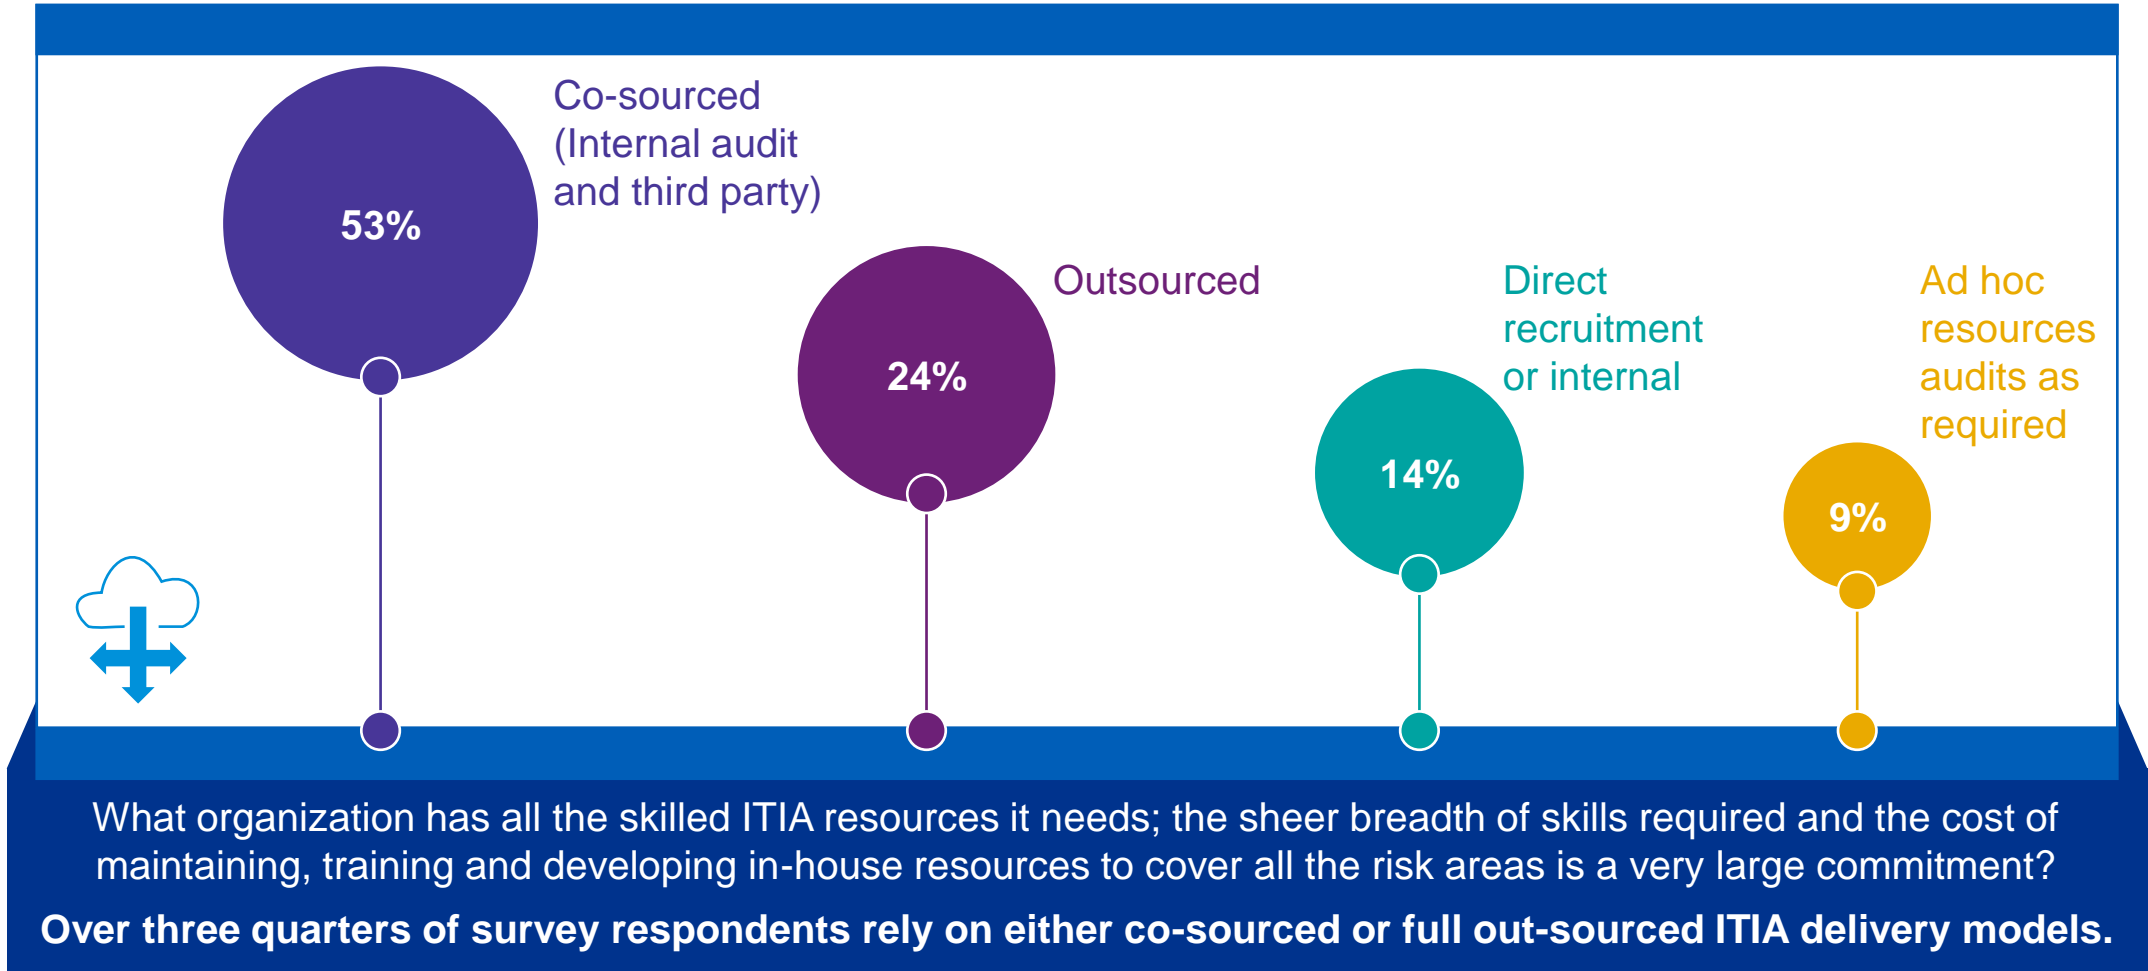 53%
Co-sourced
(Internal audit
and third party)
24%
Outsourced
14%
Direct
recruitment
or internal
9%
Ad hoc
resources
audits as
required
What organization has all the skilled ITIA resources it needs; the sheer breadth of skills required and the cost of
maintaining, training and developing in-house resources to cover all the risk areas is a very large commitment?
Over three quarters of survey respondents rely on either co-sourced or full out-sourced ITIA delivery models.